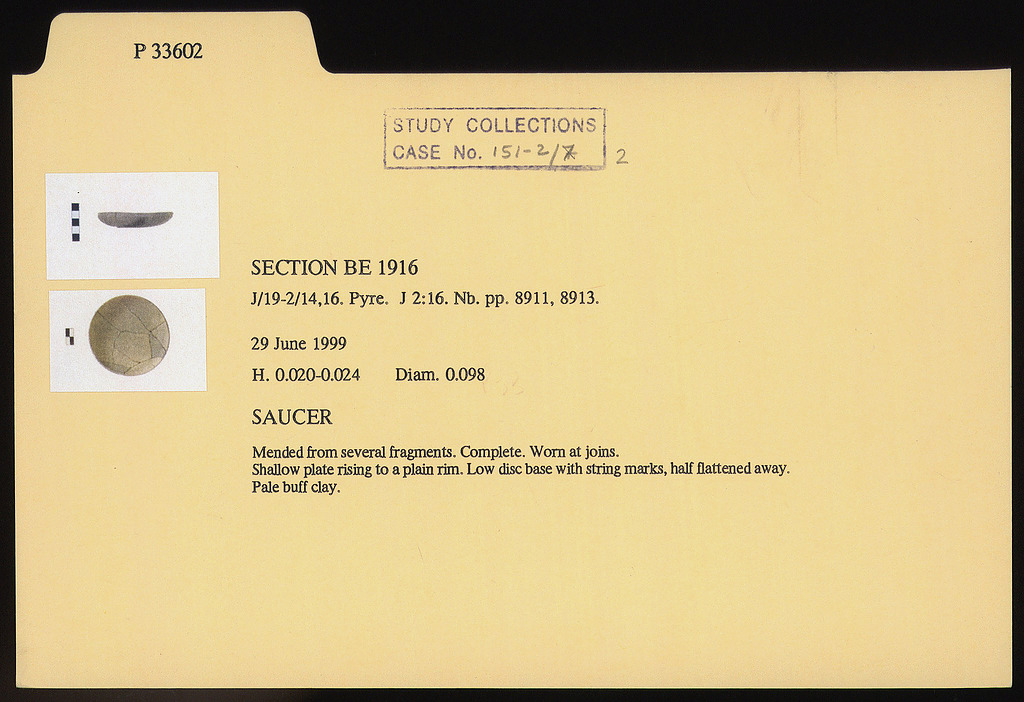 P 33602
STUDY COLLECTIONS
CASE No. 151-2/7 2
SECTION BE 1916
J/19-2/14,16. Pyre. J 2:16. Nb. pp. 8911, 8913.
29 June 1999
H. 0.020-0.024 Diam. 0.098
SAUCER
Mended from several fragments. Complete. Worn at joins.
Shallow plate rising to a plain rim. Low disc base with string marks, half flattened away.
Pale buff clay.